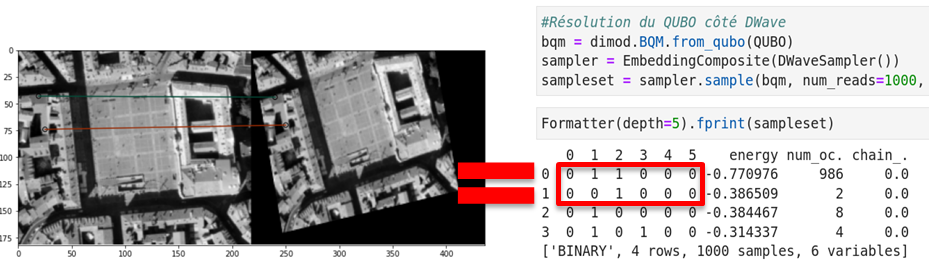 0
25
50
75
100
125
150
175
0 50 100 150 200 250 300 350 400
#Résolution du QUBO côté DWave
bqm = dimod.BQM.from_qubo(QUBO)
sampler = EmbeddingComposite(DWaveSampler())
sampleset = sampler.sample(bqm, num_reads=1000,
Formatter(depth=5).fprint(sampleset)
0 1 2 3 4 5 energy num_oc. chain_.
0 0 1 1 0 0 0 -0.770976 986 0.0
1 0 0 1 0 0 0 -0.386509 2 0.0
2 0 1 0 0 0 0 -0.384467 8 0.0
3 0 1 0 1 0 0 -0.314337 4 0.0
['BINARY', 4 rows, 1000 samples, 6 variables]